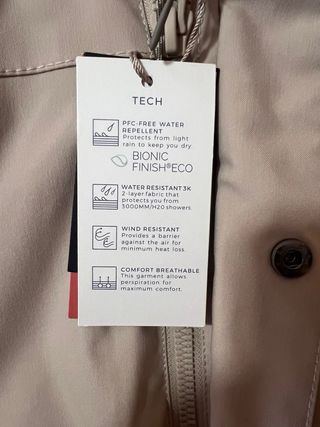 TECH
PFC-FREE WATER
REPELLENT
Protects from light
rain to keep you dry.
BIONIC
FINISH®ECO
WATER RESISTANT 3K
2-layer fabric that
protects you from
3000MM/H20 showers.
WIND RESISTANT
Provides a barrier
against the air for
minimum heat loss.
COMFORT BREATHABLE
This garment allows
perspiration for
maximum comfort.